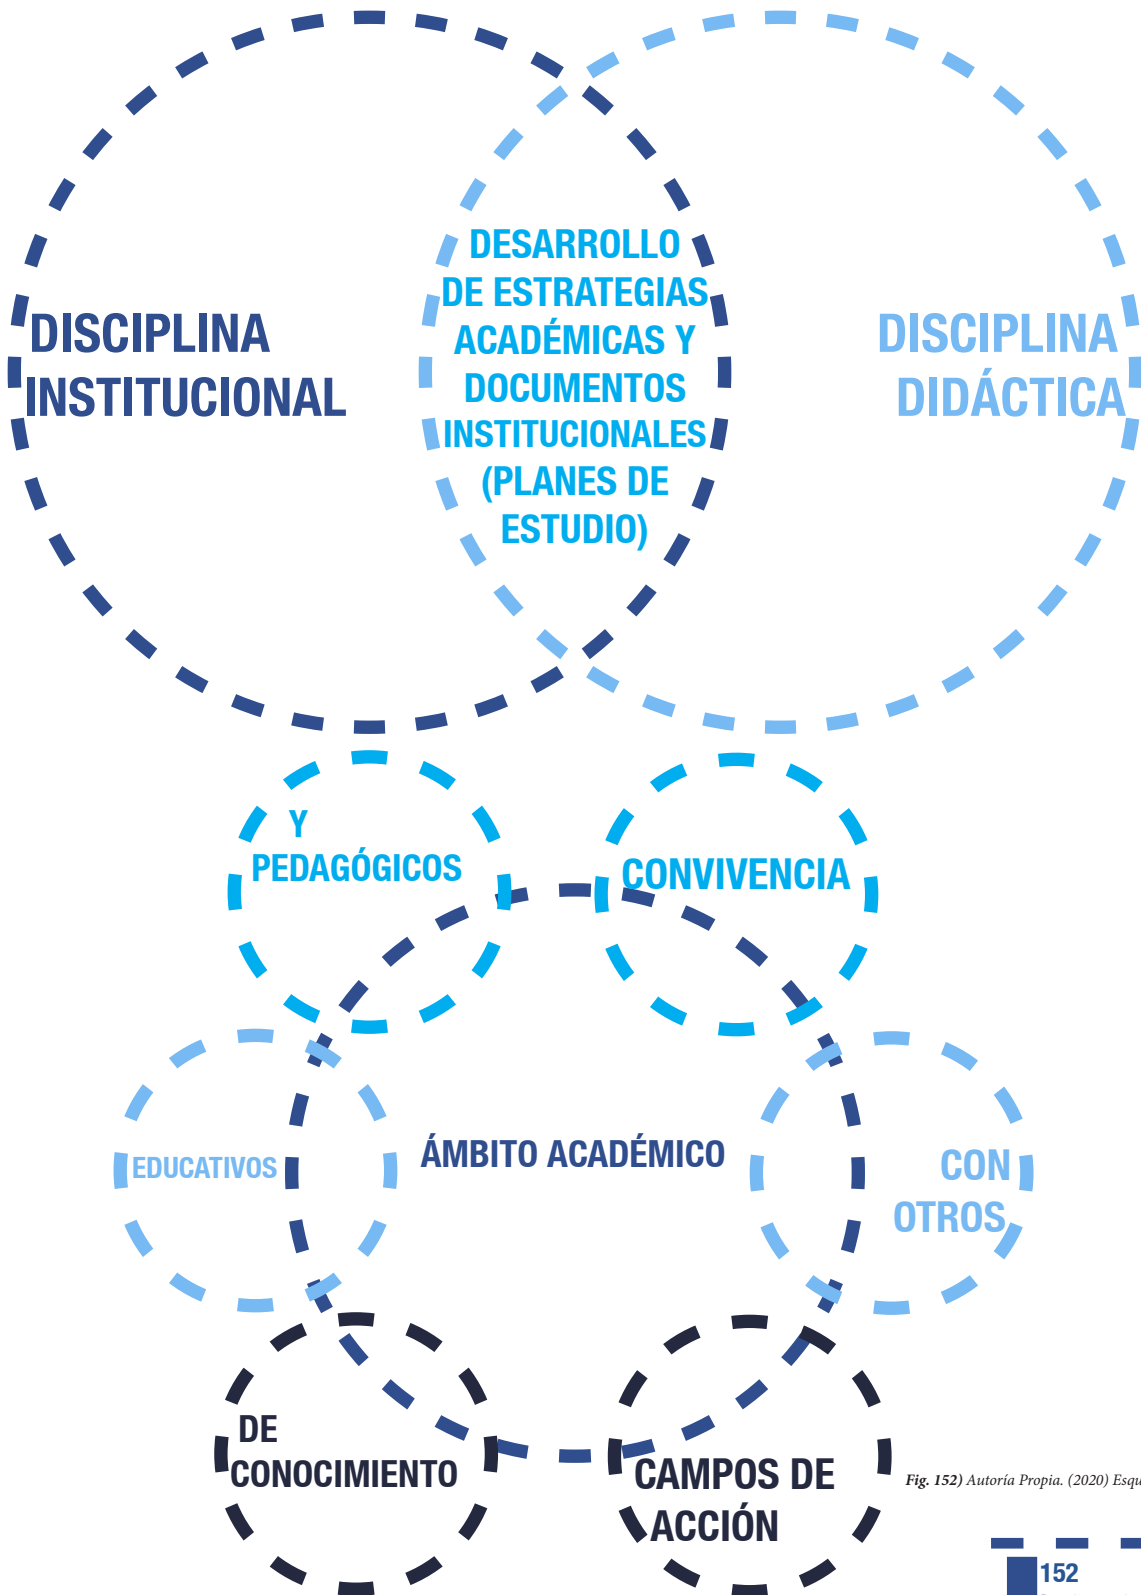 DISCIPLINA
INSTITUCIONAL
DESARROLLO
DE ESTRATEGIAS
ACADÉMICAS Y
DOCUMENTOS
INSTITUCIONALES
(PLANES DE
ESTUDIO)
DISCIPLINA
DIDÁCTICA
Y
PEDAGÓGICOS
CONVIVENCIA
EDUCATIVOS
ÁMBITO ACADÉMICO
CON
OTROS
DE
CONOCIMIENTO
CAMPOS DE
ACCIÓN
Fig. 152) Autoría Propia. (2020)
152